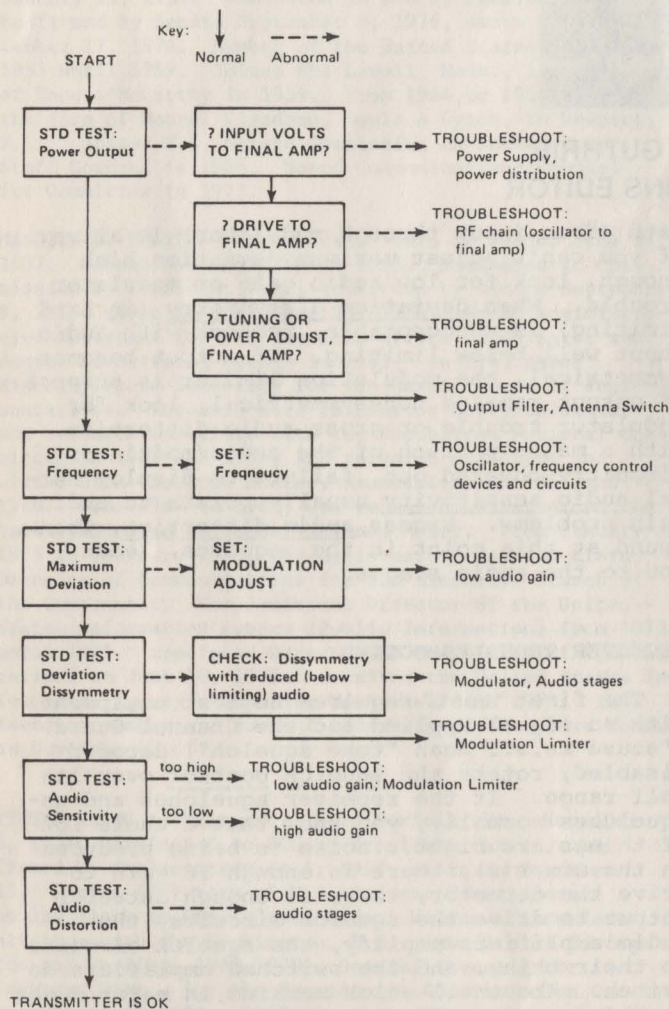 Key:
Normal
Abnormal
START
STD TEST:
Power Output
? INPUT VOLTS
TO FINAL AMP?
TROUBLESHOOT:
Power Supply,
power distribution
? DRIVE TO
FINAL AMP?
TROUBLESHOOT:
RF chain (oscillator to
final amp)
? TUNING OR
POWER ADJUST,
FINAL AMP?
TROUBLESHOOT:
final amp
TROUBLESHOOT:
Output Filter, Antenna Switch
STD TEST:
Frequency
SET:
Freqneucy
TROUBLESHOOT:
Oscillator, frequency control
devices and circuits
STD TEST:
Maximum
Deviation
SET:
MODULATION
ADJUST
TROUBLESHOOT:
low audio gain
STD TEST:
Deviation
Dissymmetry
CHECK: Dissymmetry
with reduced (below
limiting) audio
TROUBLESHOOT:
Modulator, Audio stages
TROUBLESHOOT:
Modulation Limiter
STD TEST:
Audio
Sensitivity
too high
TROUBLESHOOT:
low audio gain; Modulation Limiter
too low
TROUBLESHOOT:
high audio gain
STD TEST:
Audio
Distortion
TROUBLESHOOT:
audio stages
TRANSMITTER IS OK